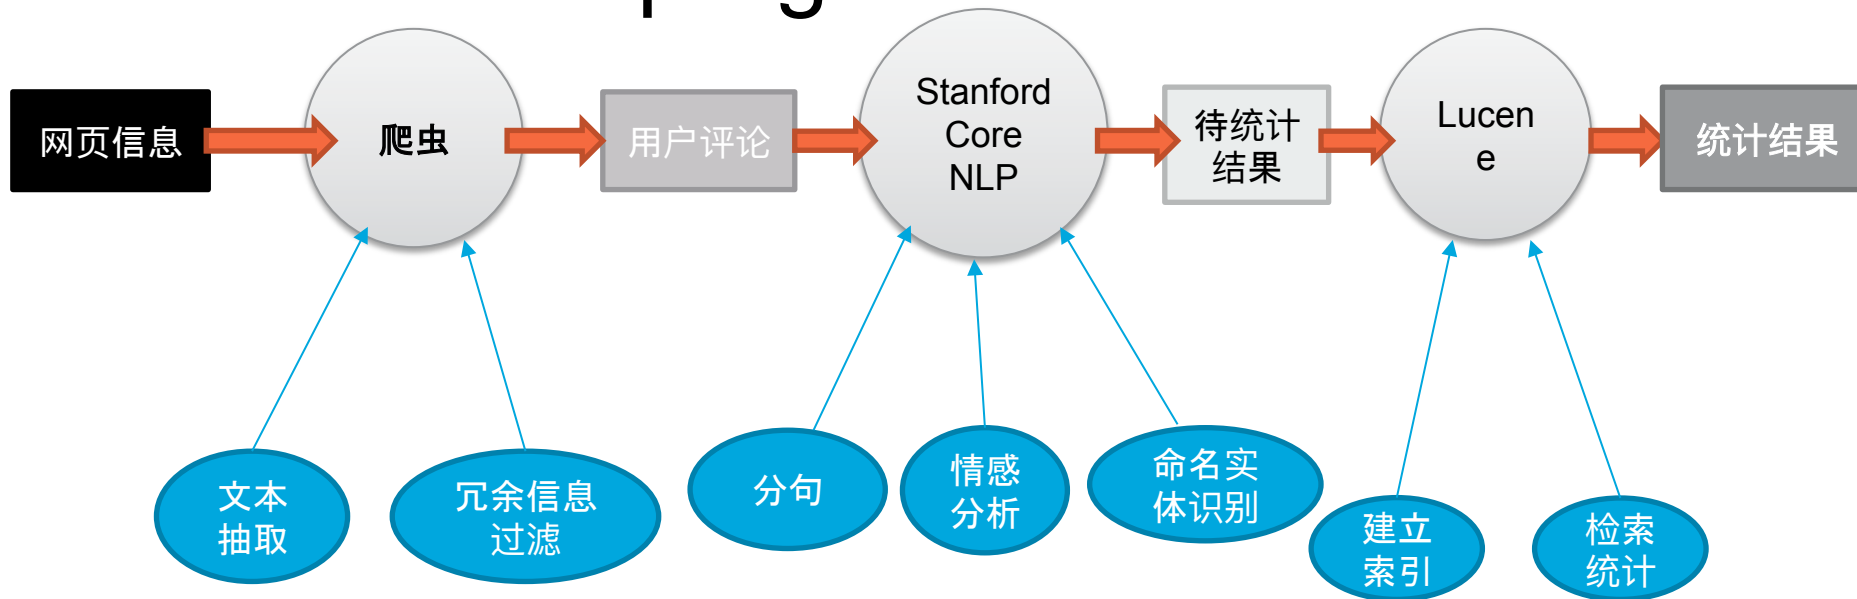 网页信息
爬虫
用户评论
Stanford
Core
NLP
待统计
结果
Lucen
e
统计结果
文本
抽取
冗余信息
过滤
分句
情感
分析
命名实
体识别
建立
索引
检索
统计